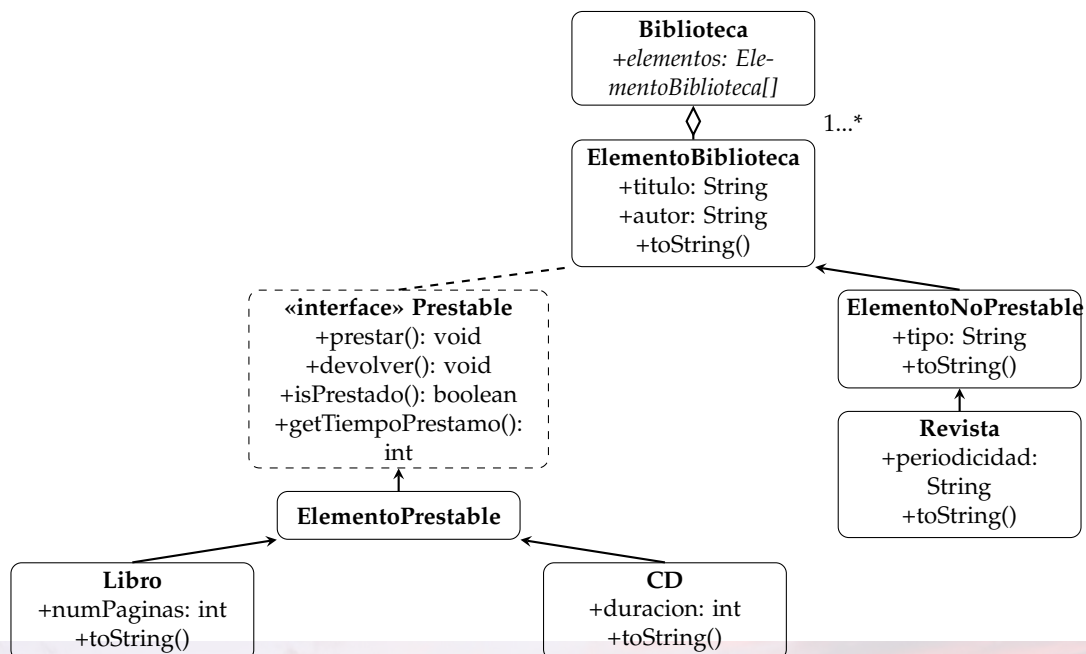 Biblioteca
+elementos: Ele-
mentoBiblioteca[]
1...*
ElementoBiblioteca
+titulo: String
+autor: String
+toString()
«interface» Prestable
+prestar(): void
+devolver(): void
+isPrestado(): boolean
+getTiempoPrestamo():
int
ElementoNoPrestable
+tipo: String
+toString()
Revista
+periodicidad:
String
+toString()
ElementoPrestable
Libro
+numPaginas: int
+toString()
CD
+duracion: int
+toString()